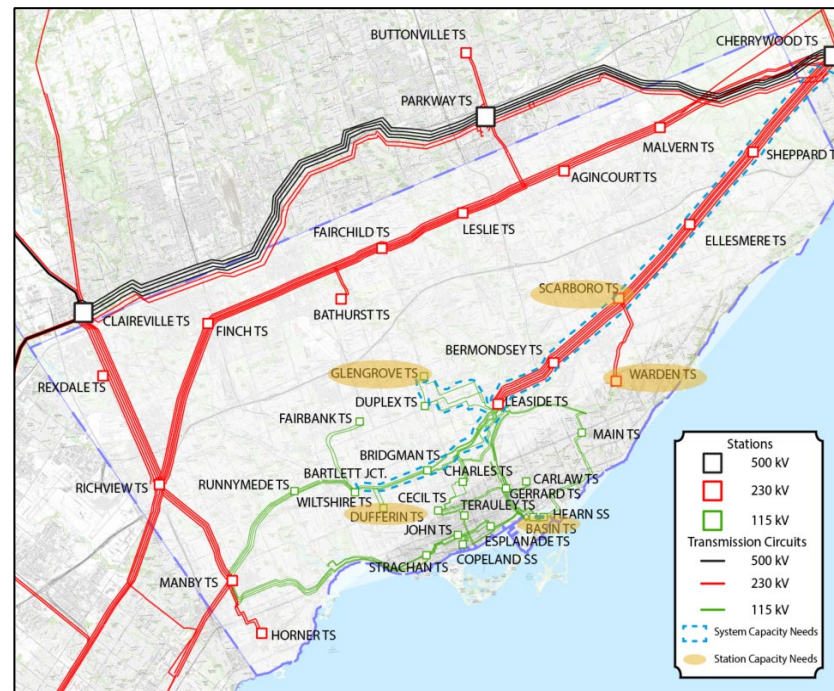 BUTTONVILLE TS
CHERRYWOOD TS
PARKWAY TS
MALVERN TS
SHEPPARD T
AGINCOURT TS
LESLIE TS
ELLESMERE TS
FAIRCHILD TS
SCARBORO TS
BATHURST TS
CLAIREVILLE TS
FINCH TS
BERMONDSEY TS
GLENGROVE TS
WARDEN TS
REXDALE TS
DUPLEX TS
LEASIDE TS
FAIRBANK TS
MAIN TS
BRIDGMAN TS
BARTLETT JCT.
CHARLES TS
CARLAW TS
RICHVIEW TS
RUNNYMEDE TS
WILTSHIRE TS
CECIL TS
GERRARD TS
TERAULEY TS
HEARN SS
DUFFERIN TS
BASIN TS
JOHN TS
ESPLANADE TS
COPELAND SS
STRACHAN TS
MANBY TS
HORNER TS
Stations
500 kV
230 kV
115 kV
Transmission Circuits
500 kV
230 kV
115 kV
System Capacity Needs
Station Capacity Needs